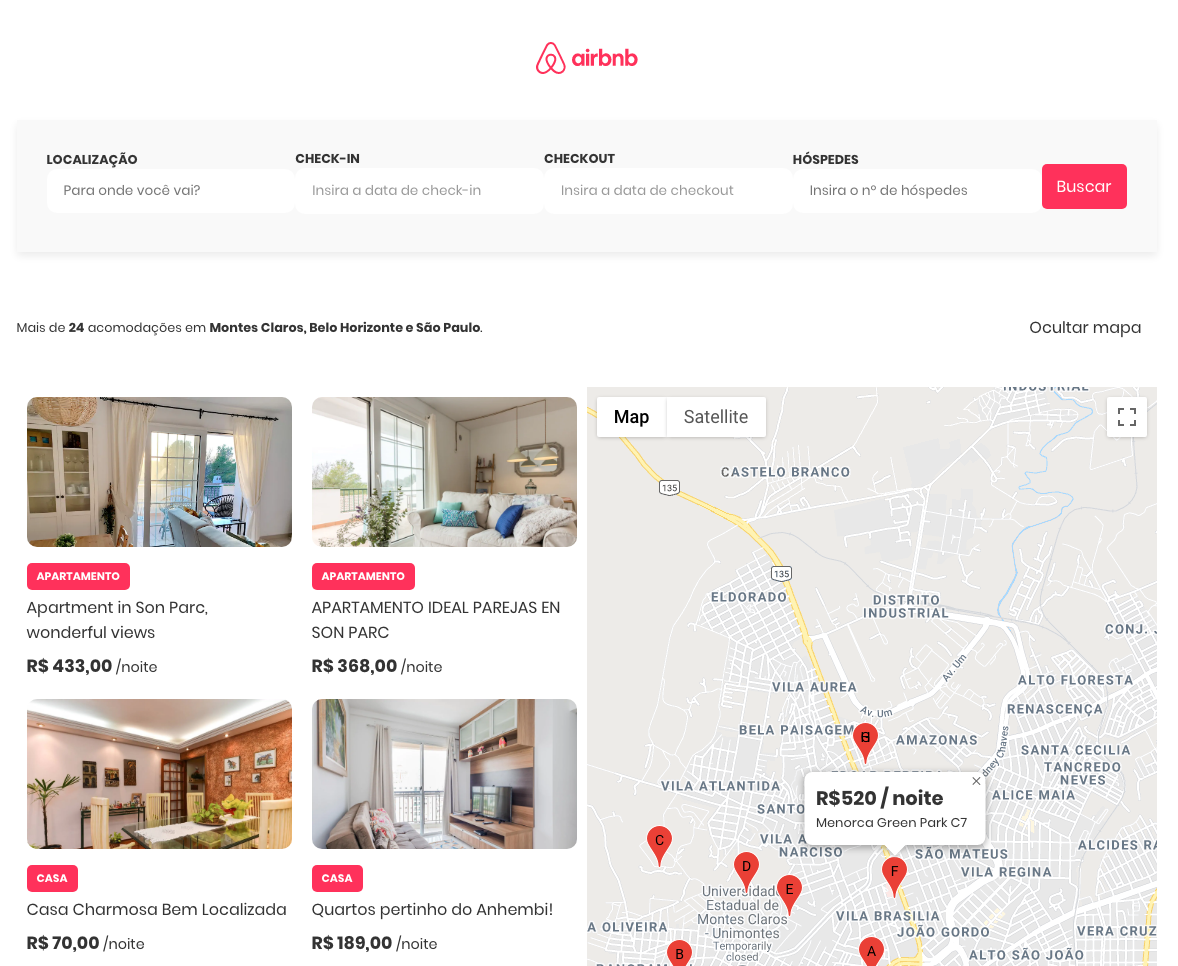 airbnb
LOCALIZAÇÃO
CHECK-IN
CHECKOUT
HÓSPEDES
Para onde você vai?
Insira a data de check-in
Insira a data de checkout
Insira o nº de hóspedes
Buscar
Mais de 24 acomodações em Montes Claros, Belo Horizonte e São Paulo.
Ocultar mapa
APARTAMENTO
Apartment in Son Parc,
wonderful views
R$ 433,00 /noite
APARTAMENTO
APARTAMENTO IDEAL PAREJAS EN
SON PARC
R$ 368,00 /noite
CASA
Casa Charmosa Bem Localizada
R$ 70,00 /noite
CASA
Quartos pertinho do Anhembi!
R$ 189,00 /noite
Map
Satellite
INDUSTRIAL
CASTELO BRANCO
135
135
ELDORADO
DISTRITO
INDUSTRIAL
CONJ. J
Av. Um
ALTO FLORESTA
VILA AUREA
RENASCENÇA
Av. Um
BELA PAISAGEM
AMAZONAS
SANTA CECILIA
TANCREDO
NEVES
dney Chaves
R$520 / noite
Menorca Green Park C7
VILA ATLANTIDA
ALICE MAIA
SANTO
C
VILA A
NARCISO
ALCIDES RA
SÃO MATEUS
D
E
F
VILA REGINA
Universidade
Estadual de
Montes Claros
- Unimontes
Temporarily
closed
VILA BRASILIA
JOÃO GORDO
A OLIVEIRA
VERA CRUZ
B
A
ALTO SÃO JOÃO